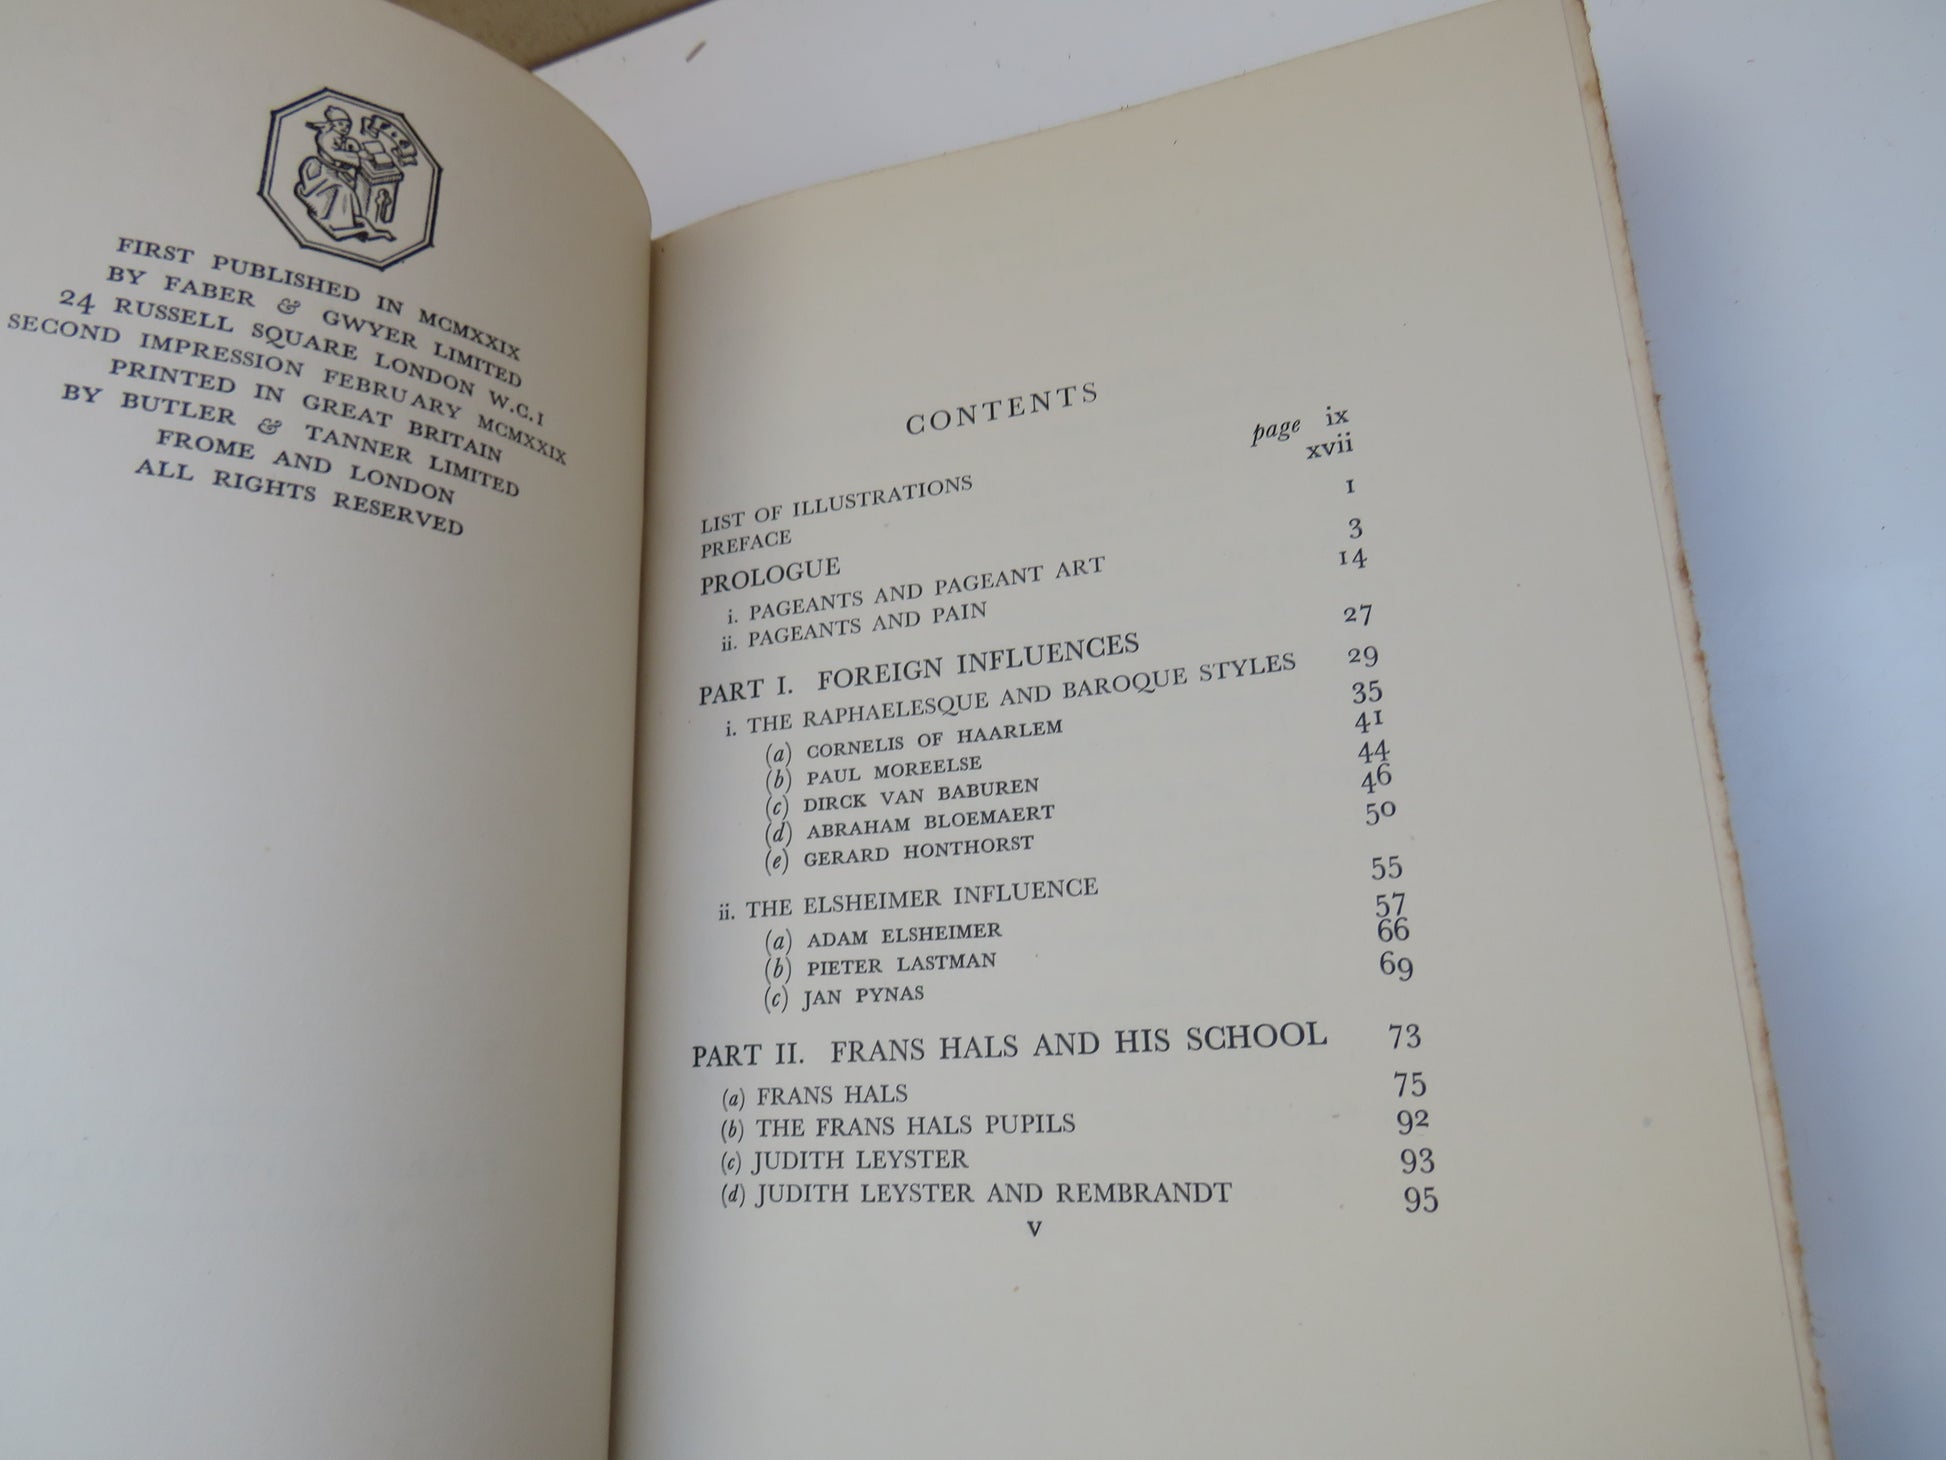 FIRST PUBLISHED IN MCMXXIX
BY FABER & GWYER LIMITED
24 RUSSELL SQUARE LONDON W.C.1
SECOND IMPRESSION FEBRUARY MCMXXIX
PRINTED IN GREAT BRITAIN
BY BUTLER & TANNER LIMITED
FROME AND LONDON
ALL RIGHTS RESERVED
CONTENTS
LIST OF ILLUSTRATIONS page ix
PREFACE xvii
PROLOGUE 1
i. PAGEANTS AND PAGEANT ART 3
ii. PAGEANTS AND PAIN 14
PART I. FOREIGN INFLUENCES 27
i. THE RAPHAELESQUE AND BAROQUE STYLES 29
(a) CORNELIS OF HAARLEM 35
(b) PAUL MOREELSE 41
(c) DIRCK VAN BABUREN 44
(d) ABRAHAM BLOEMAERT 46
(e) GERARD HONTHORST 50
ii. THE ELSHEIMER INFLUENCE 55
(a) ADAM ELSHEIMER 57
(b) PIETER LASTMAN 66
(c) JAN PYNAS 69
PART II. FRANS HALS AND HIS SCHOOL 73
(a) FRANS HALS 75
(b) THE FRANS HALS PUPILS 92
(c) JUDITH LEYSTER 93
(d) JUDITH LEYSTER AND REMBRANDT 95
v